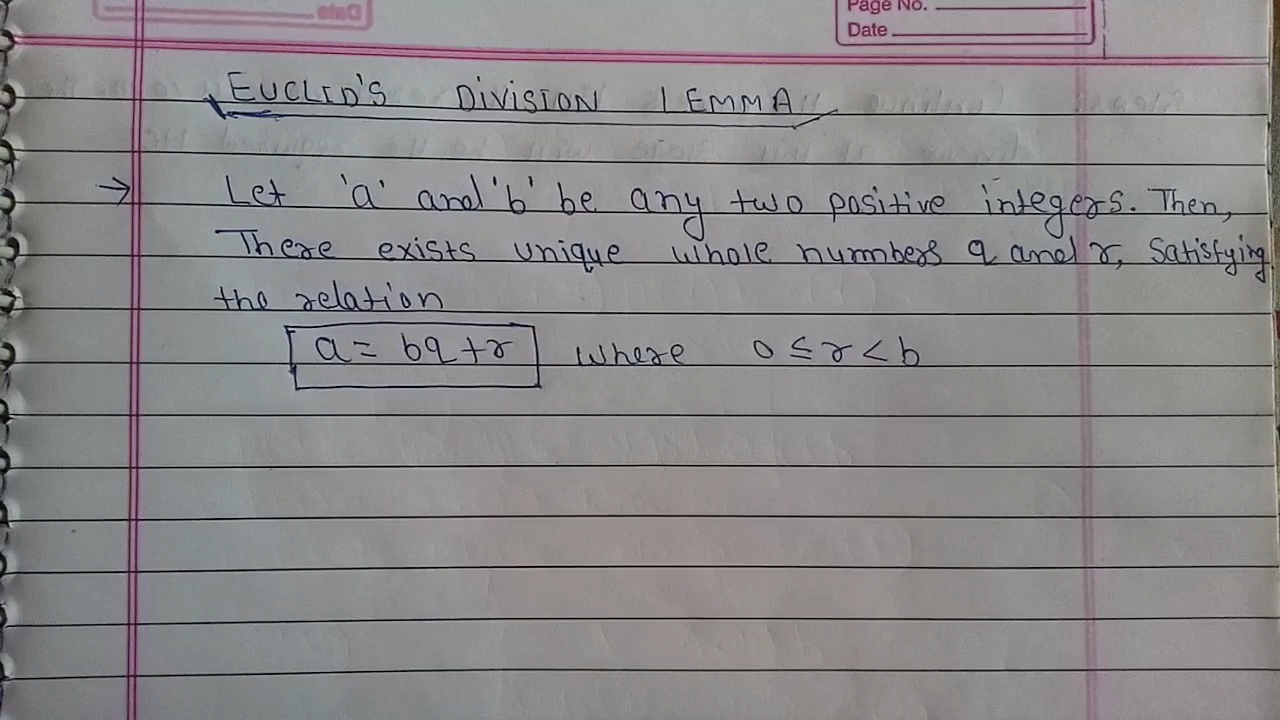 Date
Page No.
Date
EUCLID'S DIVISION LEMMA
→ Let 'a' and 'b' be any two positive integers. Then,
There exists unique whole numbers q and r, satisfying
the relation
a = bq + r where 0 ≤ r < b